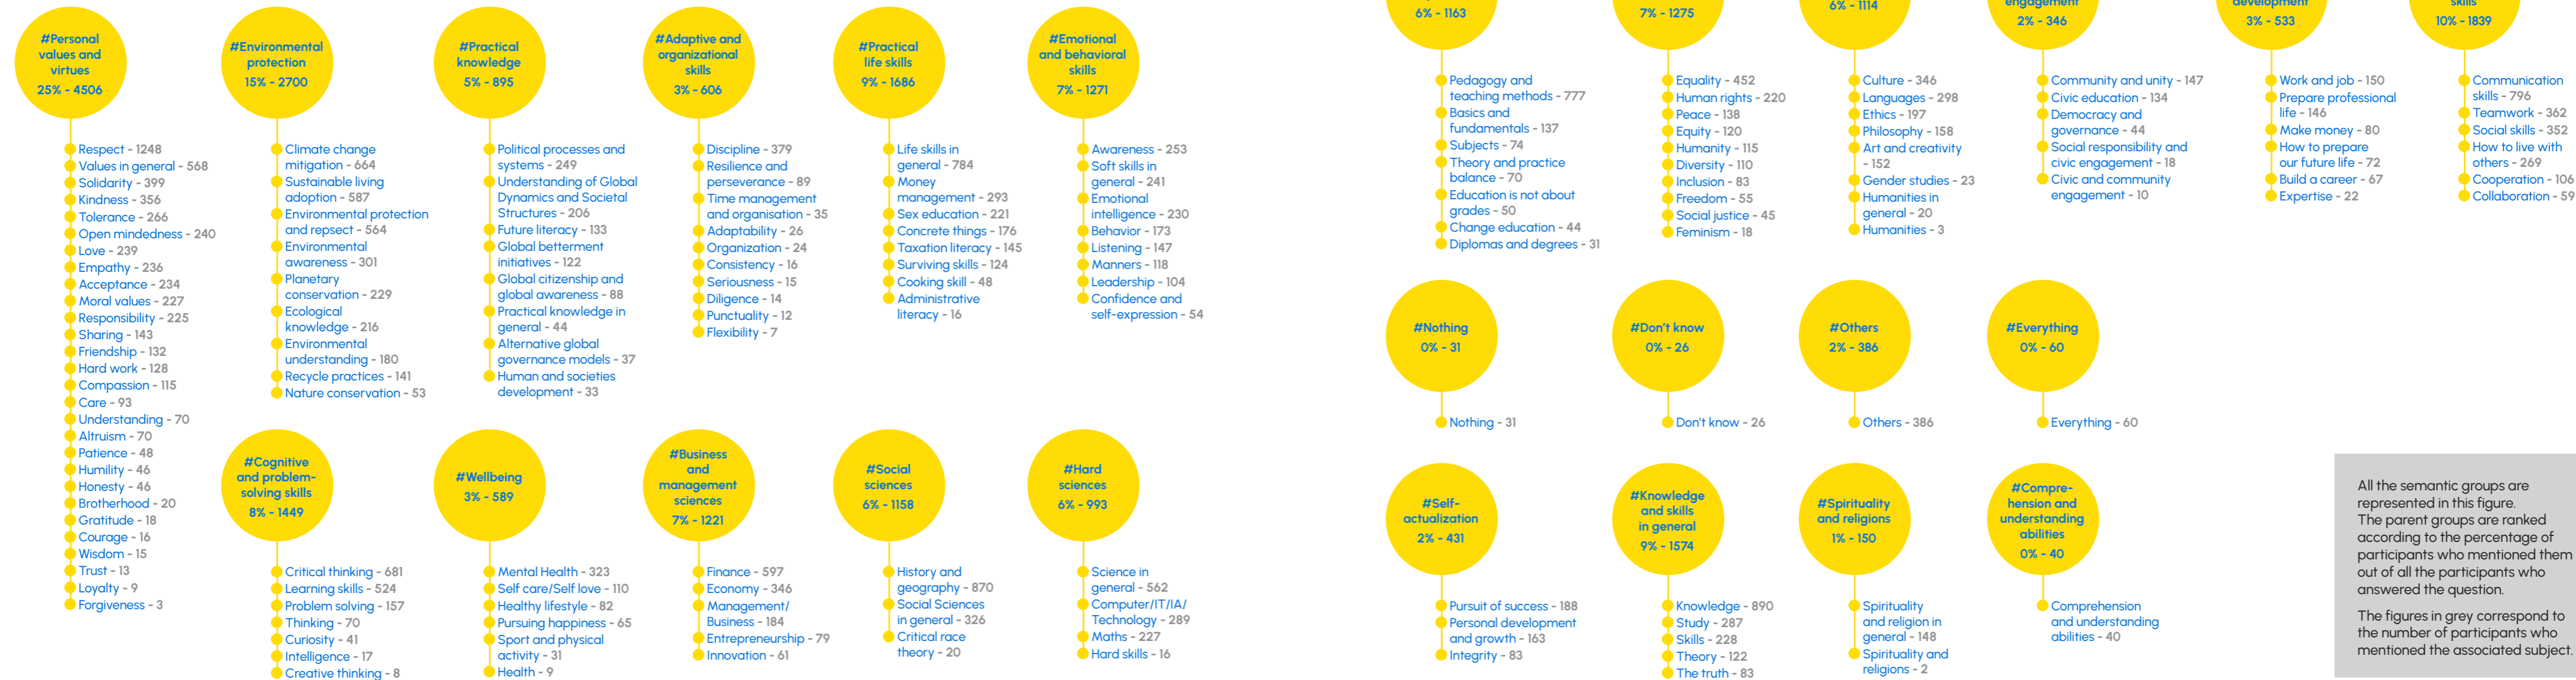 #Personal
values and
virtues
25% - 4506
Respect - 1248
Values in general - 568
Solidarity - 399
Kindness - 356
Tolerance - 266
Open mindedness - 240
Love - 239
Empathy - 236
Acceptance - 234
Moral values - 227
Responsibility - 225
Sharing - 143
Friendship - 132
Hard work - 128
Compassion - 115
Care - 93
Understanding - 70
Altruism - 70
Patience - 48
Humility - 46
Honesty - 46
Brotherhood - 20
Gratitude - 18
Courage - 16
Wisdom - 15
Trust - 13
Loyalty - 9
Forgiveness - 3
#Environmental
protection
15% - 2700
Climate change
mitigation - 664
Sustainable living
adoption - 587
Environmental protection
and repsect - 564
Environmental
awareness - 301
Planetary
conservation - 229
Ecological
knowledge - 216
Environmental
understanding - 180
Recycle practices - 141
Nature conservation - 53
#Practical
knowledge
5% - 895
Political processes and
systems - 249
Understanding of Global
Dynamics and Societal
Structures - 206
Future literacy - 133
Global betterment
initiatives - 122
Global citizenship and
global awareness - 88
Practical knowledge in
general - 44
Alternative global
governance models - 37
Human and societies
development - 33
#Adaptive and
organizational
skills
3% - 606
Discipline - 379
Resilience and
perseverance - 89
Time management
and organisation - 35
Adaptability - 26
Organization - 24
Consistency - 16
Seriousness - 15
Diligence - 14
Punctuality - 12
Flexibility - 7
#Practical
life skills
9% - 1686
Life skills in
general - 784
Money
management - 293
Sex education - 221
Concrete things - 176
Taxation literacy - 145
Surviving skills - 124
Cooking skill - 48
Administrative
literacy - 16
#Emotional
and behavioral
skills
7% - 1271
Awareness - 253
Soft skills in
general - 241
Emotional
intelligence - 230
Behavior - 173
Listening - 147
Manners - 118
Leadership - 104
Confidence and
self-expression - 54
#Cognitive
and problem-
solving skills
8% - 1449
Critical thinking - 681
Learning skills - 524
Problem solving - 157
Thinking - 70
Curiosity - 41
Intelligence - 17
Creative thinking - 8
#Wellbeing
3% - 589
Mental Health - 323
Self care/Self love - 110
Healthy lifestyle - 82
Pursuing happiness - 65
Sport and physical
activity - 31
Health - 9
#Business
and
management
sciences
7% - 1221
Finance - 597
Economy - 346
Management/
Business - 184
Entrepreneurship - 79
Innovation - 61
#Social
sciences
6% - 1158
History and
geography - 870
Social Sciences
in general - 326
Critical race
theory - 20
#Hard
sciences
6% - 993
Science in
general - 562
Computer/IT/IA/
Technology - 289
Maths - 227
Hard skills - 16
6% - 1163
Pedagogy and
teaching methods - 777
Basics and
fundamentals - 137
Subjects - 74
Theory and practice
balance - 70
Education is not about
grades - 50
Change education - 44
Diplomas and degrees - 31
7% - 1275
Equality - 452
Human rights - 220
Peace - 138
Equity - 120
Humanity - 115
Diversity - 110
Inclusion - 83
Freedom - 55
Social justice - 45
Feminism - 18
6% - 1114
Culture - 346
Languages - 298
Ethics - 197
Philosophy - 158
Art and creativity
- 152
Gender studies - 23
Humanities in
general - 20
Humanities - 3
engagement
2% - 346
Community and unity - 147
Civic education - 134
Democracy and
governance - 44
Social responsibility and
civic engagement - 18
Civic and community
engagement - 10
development
3% - 533
Work and job - 150
Prepare professional
life - 146
Make money - 80
How to prepare
our future life - 72
Build a career - 67
Expertise - 22
skills
10% - 1839
Communication
skills - 796
Teamwork - 362
Social skills - 352
How to live with
others - 269
Cooperation - 106
Collaboration - 59
#Nothing
0% - 31
Nothing - 31
#Don't know
0% - 26
Don't know - 26
#Others
2% - 386
Others - 386
#Everything
0% - 60
Everything - 60
#Self-
actualization
2% - 431
Pursuit of success - 188
Personal development
and growth - 163
Integrity - 83
#Knowledge
and skills
in general
9% - 1574
Knowledge - 890
Study - 287
Skills - 228
Theory - 122
The truth - 83
#Spirituality
and religions
1% - 150
Spirituality
and religion in
general - 148
Spirituality and
religions - 2
#Compre-
hension and
understanding
abilities
0% - 40
Comprehension
and understanding
abilities - 40
All the semantic groups are
represented in this figure.
The parent groups are ranked
according to the percentage of
participants who mentioned them
out of all the participants who
answered the question.
The figures in grey correspond to
the number of participants who
mentioned the associated subject.